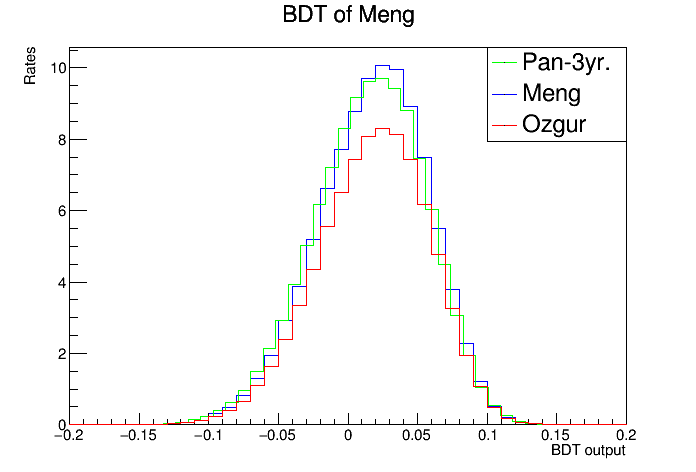 BDT of Meng
Rates
Pan-3yr.
Meng
Ozgur
10
8
6
4
2
0
−0.2 −0.15 −0.1 −0.05 0 0.05 0.1 0.15 0.2
BDT output